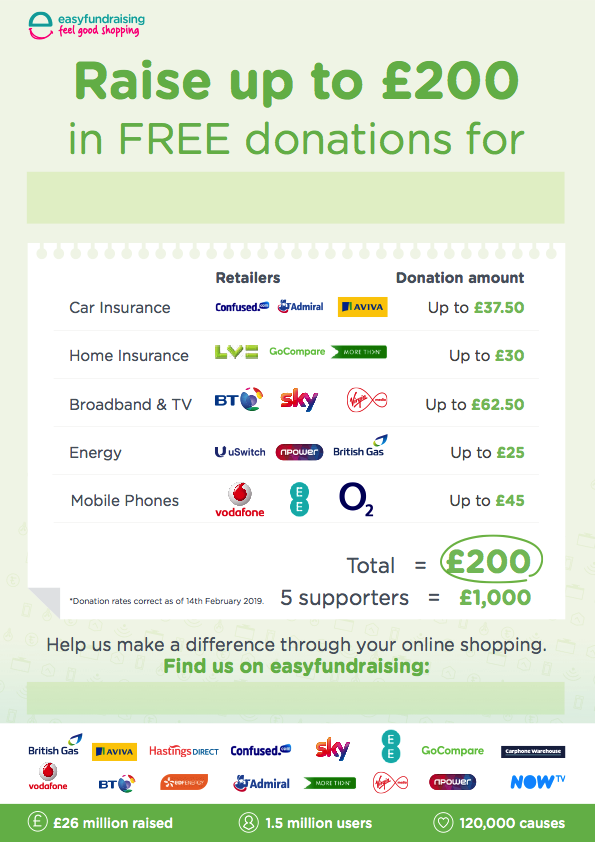 easyfundraising
feel good shopping
Raise up to £200
in FREE donations for
Retailers Donation amount
Car Insurance Confused.com Admiral AVIVA Up to £37.50
Home Insurance LV= GoCompare MORE TH>N Up to £30
Broadband & TV BT sky Virgin media Up to £62.50
Energy uSwitch npower British Gas Up to £25
Mobile Phones vodafone EE O2 Up to £45
Total = £200
*Donation rates correct as of 14th February 2019. 5 supporters = £1,000
Help us make a difference through your online shopping.
Find us on easyfundraising:
British Gas AVIVA Hastings DIRECT Confused.com sky EE GoCompare Carphone Warehouse
vodafone BT edf ENERGY Admiral MORE TH>N Virgin media npower NOW TV
£ £26 million raised 1.5 million users 120,000 causes